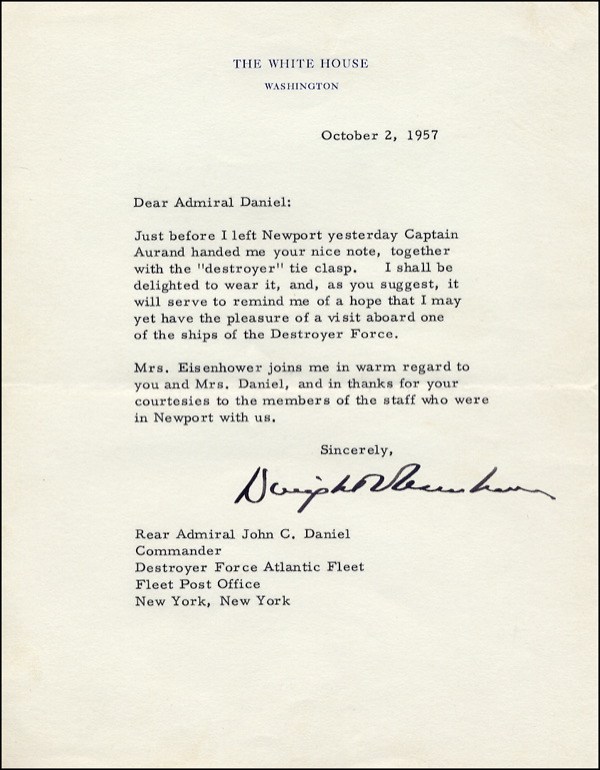 THE WHITE HOUSE
WASHINGTON
October 2, 1957
Dear Admiral Daniel:
Just before I left Newport yesterday Captain
Aurand handed me your nice note, together
with the "destroyer" tie clasp. I shall be
delighted to wear it, and, as you suggest, it
will serve to remind me of a hope that I may
yet have the pleasure of a visit aboard one
of the ships of the Destroyer Force.
Mrs. Eisenhower joins me in warm regard to
you and Mrs. Daniel, and in thanks for your
courtesies to the members of the staff who were
in Newport with us.
Sincerely,
Dwight D Eisenhower
Rear Admiral John C. Daniel
Commander
Destroyer Force Atlantic Fleet
Fleet Post Office
New York, New York